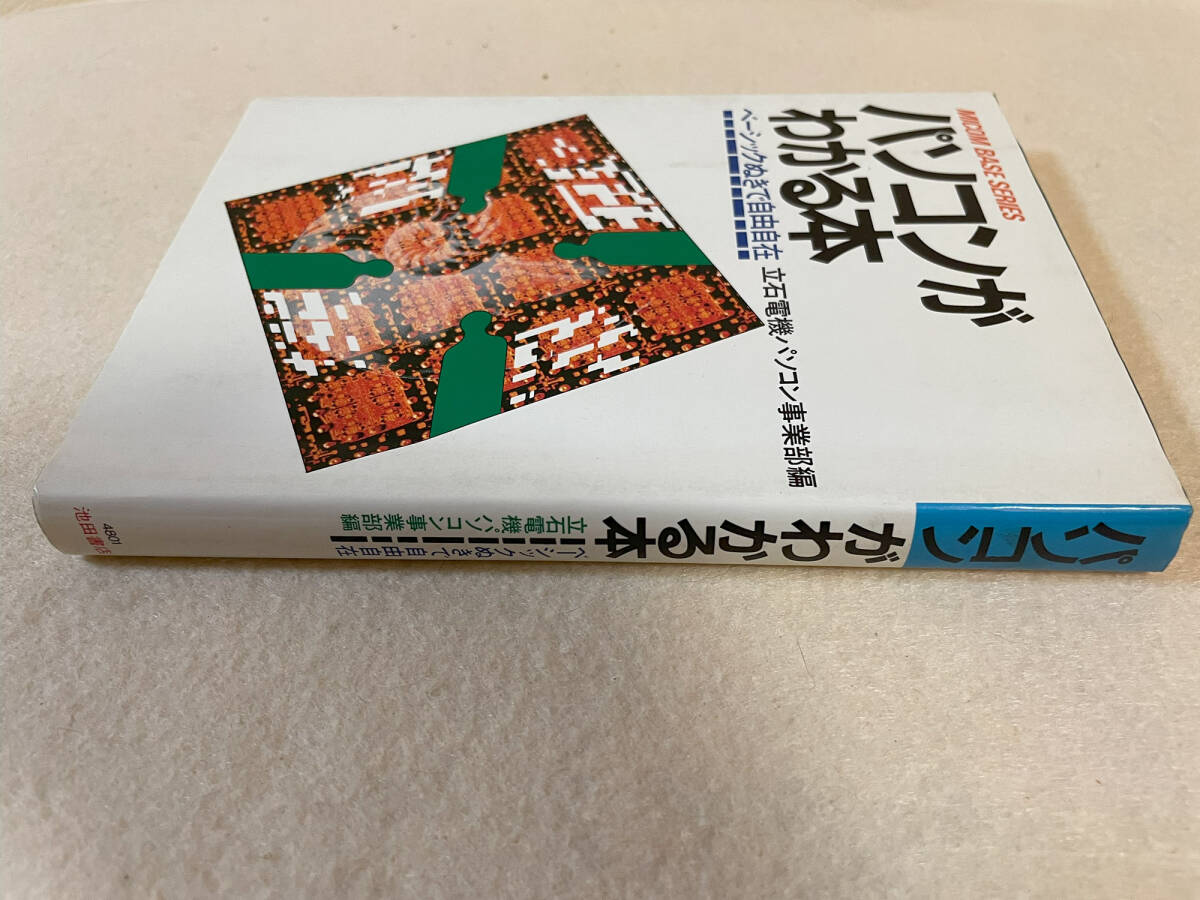 MICOM BASE SERIES
パソコンが
わかる本
ベーシックぬきで自由自在
立石電機パソコン事業部編
パソコン
がわかる本
ベーシックぬきで自由自在
立石電機パソコン事業部編
4801
池田書店